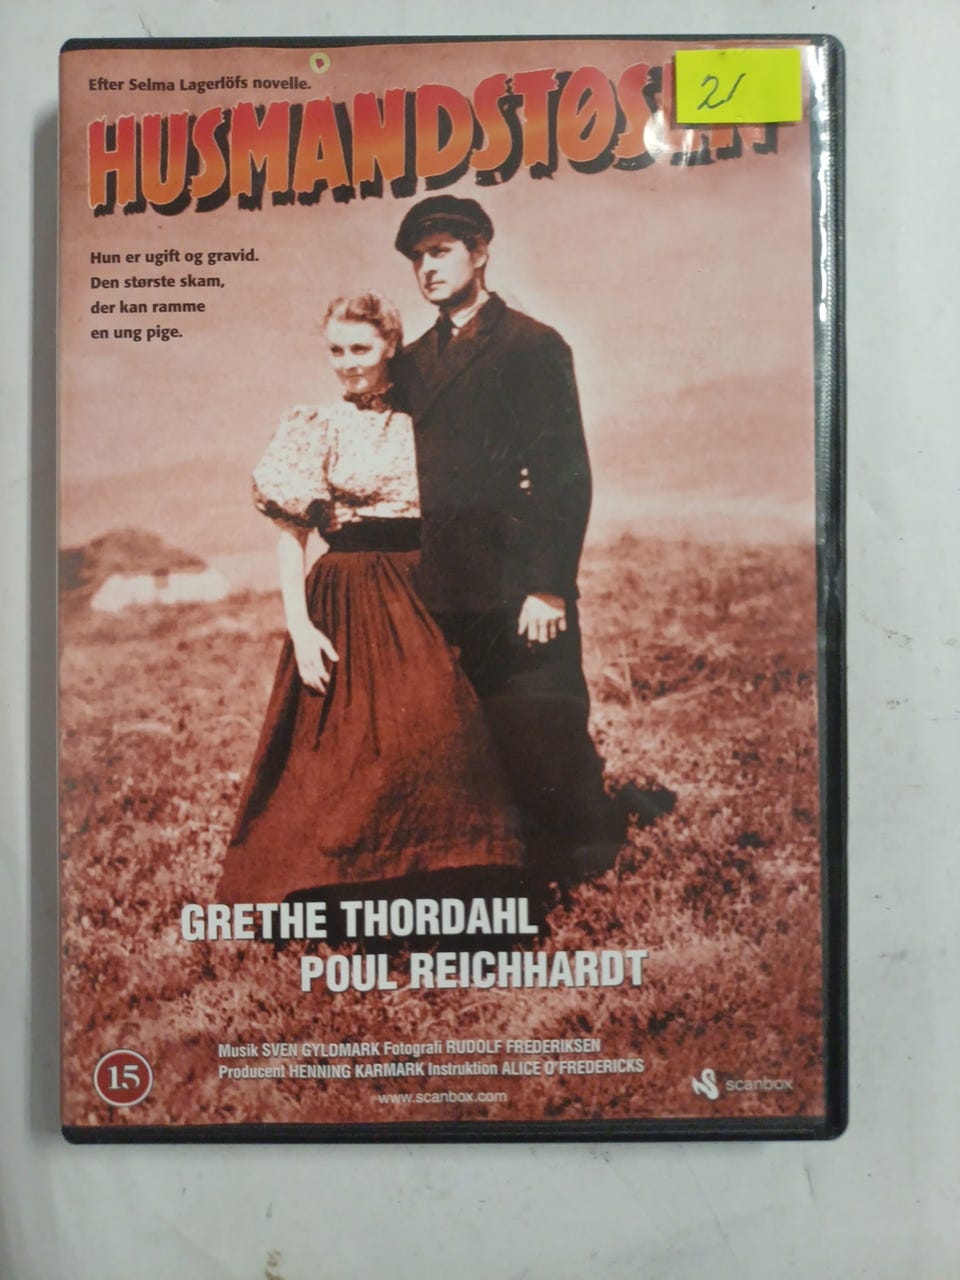 Efter Selma Lagerlöfs novelle.
HUSMANDSTØS
Hun er ugift og gravid.
Den største skam,
der kan ramme
en ung pige.
GRETHE THORDAHL
POUL REICHHARDT
Musik SVEN GYLDMARK Fotografi RUDOLF FREDERIKSEN
Producent HENNING KARMARK Instruktion ALICE O'FREDERICKS
www.scanbox.com
15
scanbox